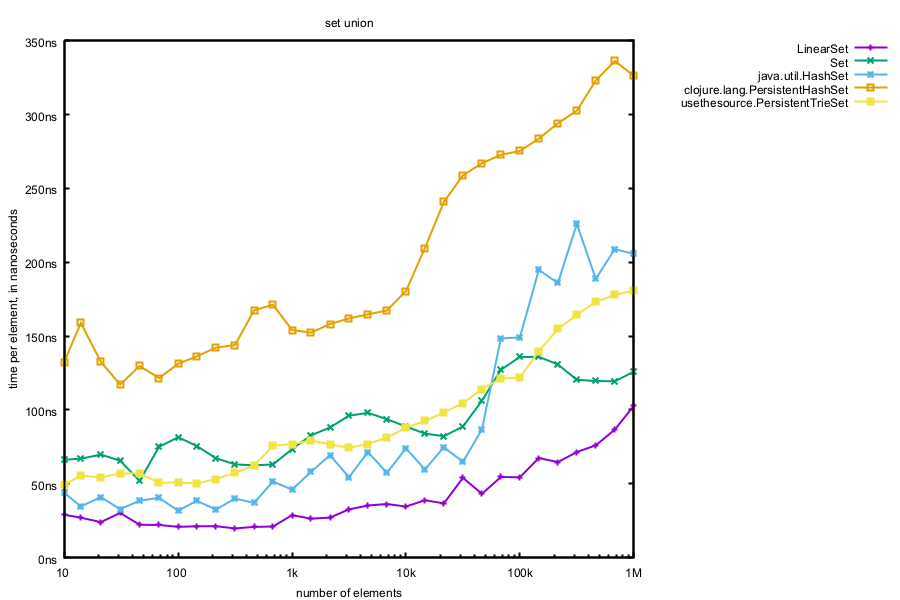 set union
350ns
300ns
250ns
200ns
150ns
100ns
50ns
0ns
time per element, in nanoseconds
10
100
1k
10k
100k
1M
number of elements
LinearSet
Set
java.util.HashSet
clojure.lang.PersistentHashSet
usethesource.PersistentTrieSet